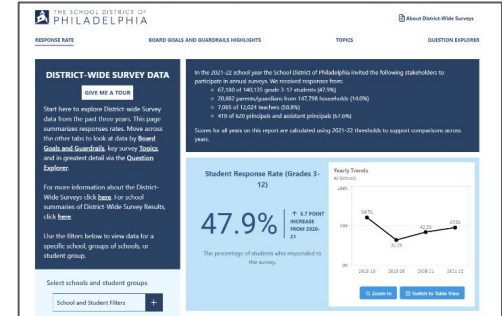 THE SCHOOL DISTRICT OF
PHILADELPHIA
About District-Wide Surveys
RESPONSE RATE
BOARD GOALS AND GUARDRAILS HIGHLIGHTS
TOPICS
QUESTION EXPLORER
DISTRICT-WIDE SURVEY DATA
GIVE ME A TOUR
Start here to explore District-wide Survey
data from the past three years. This page
summarizes responses rates. Move across
the other tabs to look at data by Board
Goals and Guardrails, key survey Topics,
and in greatest detail via the Question
Explorer.
For more information about the District-
Wide Surveys click here. For school
summaries of District-Wide Survey Results,
click here.
Use the filters below to view data for a
specific school, groups of schools, or
student group.
Select schools and student groups
School and Student Filters +
In the 2021-22 school year the School District of Philadelphia invited the following stakeholders to
participate in annual surveys. We received responses from:
67,180 of 140,135 grade 3-12 students (47.9%)
20,682 parents/guardians from 147,798 households (14.0%)
7,065 of 12,024 teachers (58.8%)
419 of 620 principals and assistant principals (67.6%)
Scores for all years on this report are calculated using 2021-22 thresholds to support comparisons across
years.
Student Response Rate (Grades 3-
12)
47.9%
↑ 5.7 POINT
INCREASE
FROM 2020-
21
The percentage of students who responded to
the survey.
Yearly Trends
All Schools
100%
50%
0%
31.2%
42.3%
47.9%
2018-19
2019-20
2020-21
2021-22
Zoom In
Switch to Table View